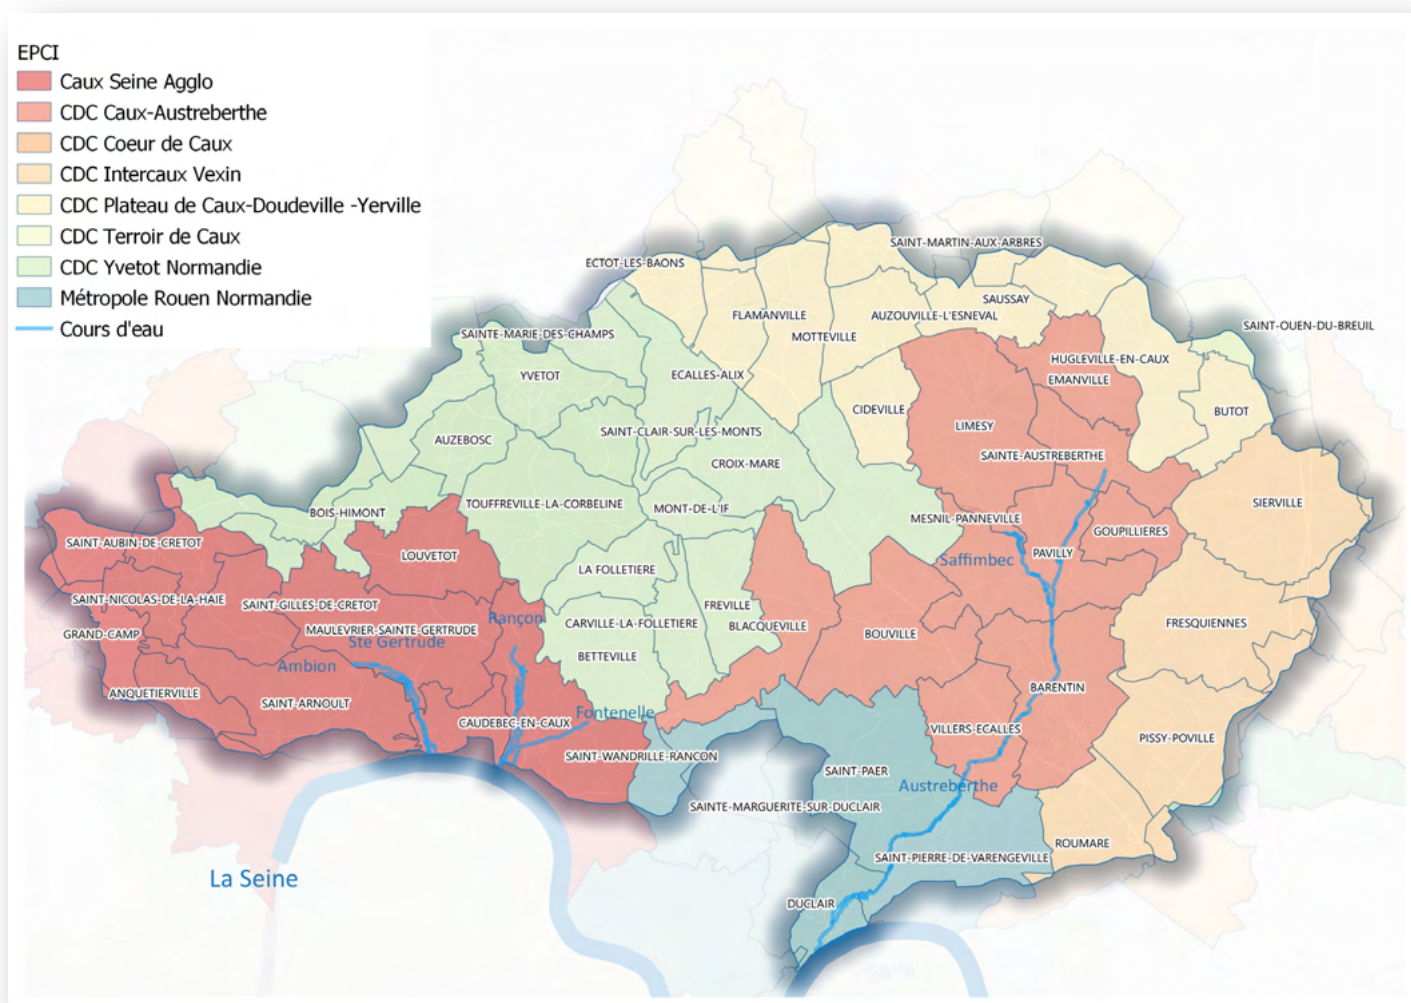 EPCI
Caux Seine Agglo
CDC Caux-Austreberthe
CDC Coeur de Caux
CDC Intercaux Vexin
CDC Plateau de Caux-Doudeville -Yerville
CDC Terroir de Caux
CDC Yvetot Normandie
Métropole Rouen Normandie
Cours d'eau
SAINT-MARTIN-AUX-ARBRES
ECTOT-LES-BAONS
SAUSSAY
FLAMANVILLE
AUZOUVILLE-L'ESNEVAL
SAINT-OUEN-DU-BREUIL
SAINTE-MARIE-DES-CHAMPS
MOTTEVILLE
HUGLEVILLE-EN-CAUX
YVETOT
ECALLES-ALIX
EMANVILLE
CIDEVILLE
BUTOT
LIMESY
AUZEBOSC
SAINT-CLAIR-SUR-LES-MONTS
SAINTE-AUSTREBERTHE
CROIX-MARE
TOUFFREVILLE-LA-CORBELINE
MONT-DE-L'IF
SIERVILLE
BOIS-HIMONT
MESNIL-PANNEVILLE
GOUPILLIERES
SAINT-AUBIN-DE-CRETOT
LOUVETOT
PAVILLY
Saffimbec
LA FOLLETIERE
SAINT-NICOLAS-DE-LA-HAIE
SAINT-GILLES-DE-CRETOT
FREVILLE
Rançon
CARVILLE-LA-FOLLETIERE
BLACQUEVILLE
FRESQUIENNES
GRAND-CAMP
MAULEVRIER-SAINTE-GERTRUDE
BOUVILLE
Ste Gertrude
BETTEVILLE
Ambion
BARENTIN
ANQUETIERVILLE
SAINT-ARNOULT
Fontenelle
CAUDEBEC-EN-CAUX
VILLERS-ECALLES
PISSY-POVILLE
SAINT-WANDRILLE-RANCON
SAINT-PAER
Austreberthe
SAINTE-MARGUERITE-SUR-DUCLAIR
ROUMARE
SAINT-PIERRE-DE-VARENGEVILLE
La Seine
DUCLAIR